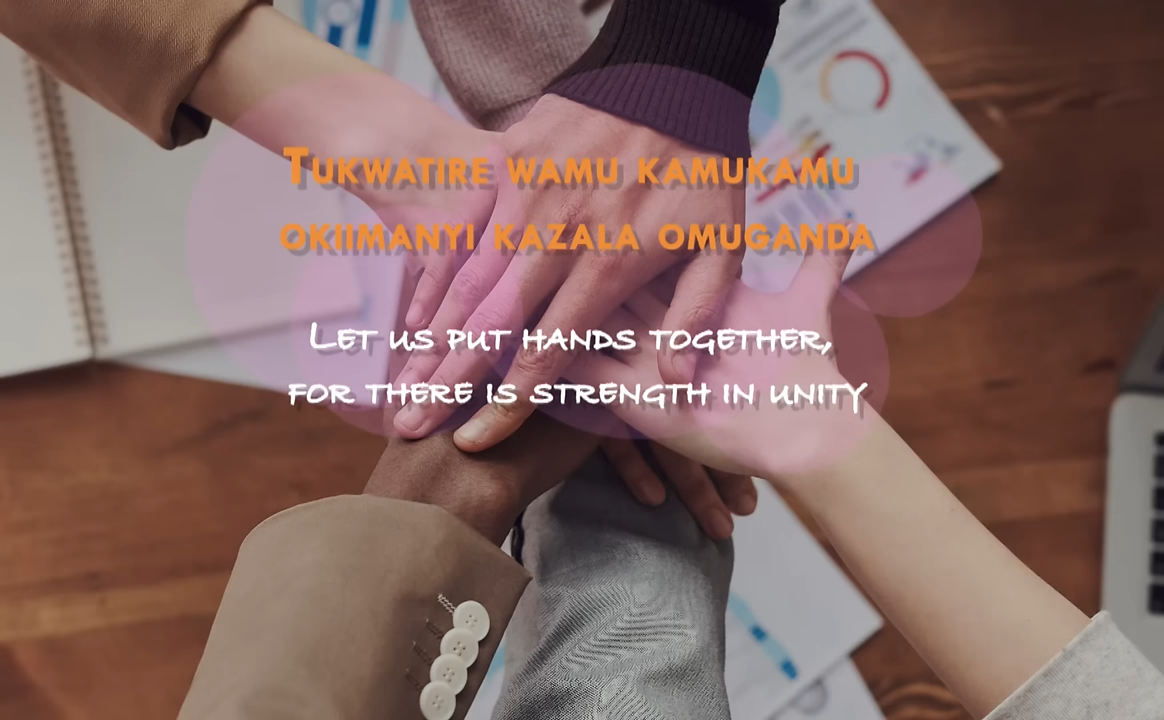 Tukwatire wamu kamukamu
okiimanyi kazala omuganda
Let us put hands together,
for there is strength in unity